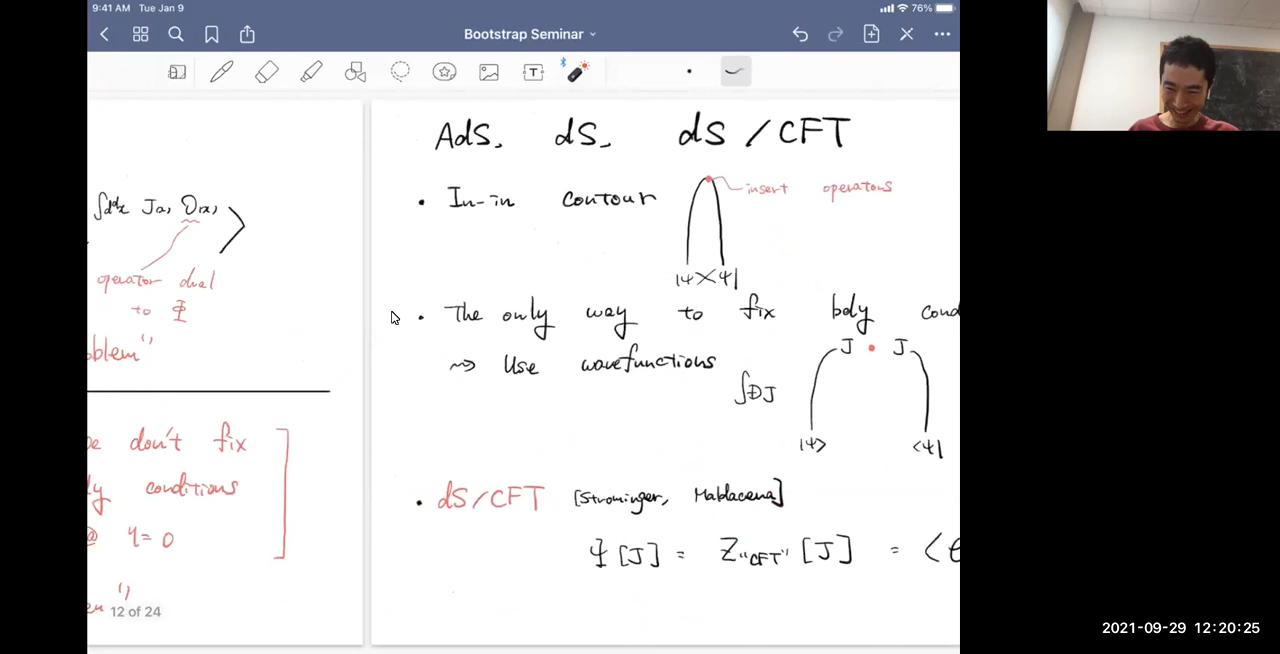 9:41 AM Tue Jan 9
76%
Bootstrap Seminar
T
AdS, dS, dS / CFT
• In-in contour
insert operators
|Ψ⟩⟨Ψ|
∫d^dx J(x) O(x) ⟩
operator dual
to Φ
blem"
• The only way to fix bdy cond
⇝ Use wavefunctions
∫DJ
J • J
|Ψ⟩ ⟨Ψ|
don't fix
conditions
@ η = 0
• dS/CFT [Strominger, Maldacena]
Ψ[J] = Z"CFT"[J] = ⟨e
12 of 24
2021-09-29 12:20:25